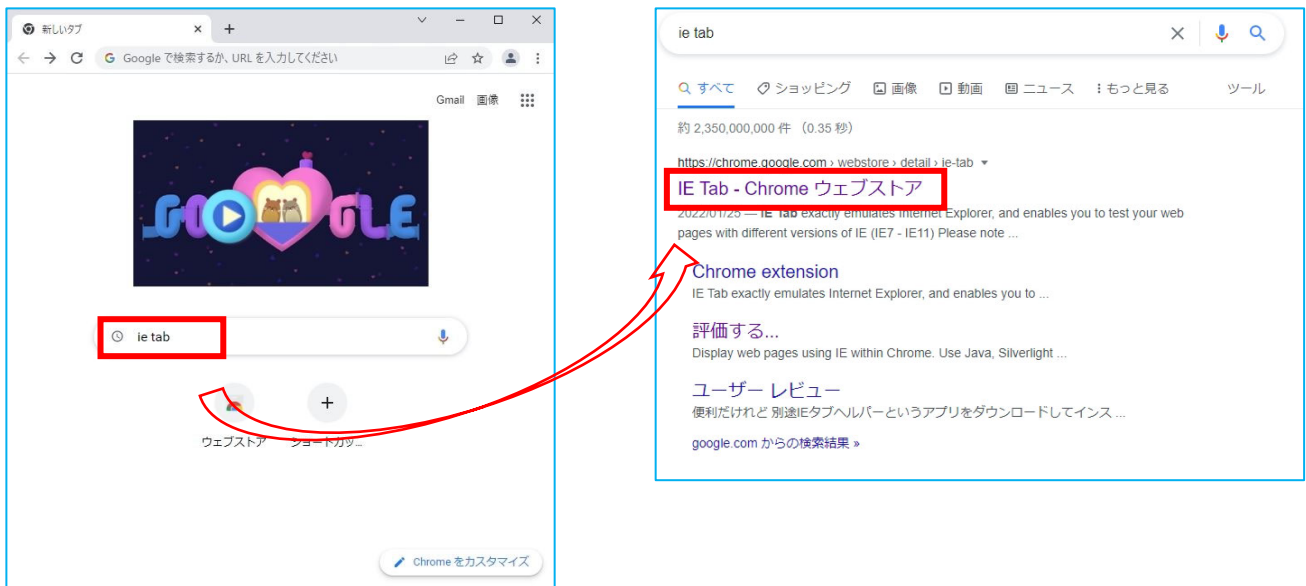 新しいタブ
Google で検索するか、URL を入力してください
Gmail 画像
GOOGLE
ie tab
ウェブストア ショートカッ...
Chrome をカスタマイズ
ie tab
すべて ショッピング 画像 動画 ニュース もっと見る ツール
約 2,350,000,000 件 （0.35 秒）
https://chrome.google.com › webstore › detail › ie-tab
IE Tab - Chrome ウェブストア
2022/01/25 — IE Tab exactly emulates Internet Explorer, and enables you to test your web
pages with different versions of IE (IE7 - IE11) Please note ...
Chrome extension
IE Tab exactly emulates Internet Explorer, and enables you to ...
評価する...
Display web pages using IE within Chrome. Use Java, Silverlight ...
ユーザー レビュー
便利だけれど 別途IEタブヘルパーというアプリをダウンロードしてインス ...
google.com からの検索結果 »